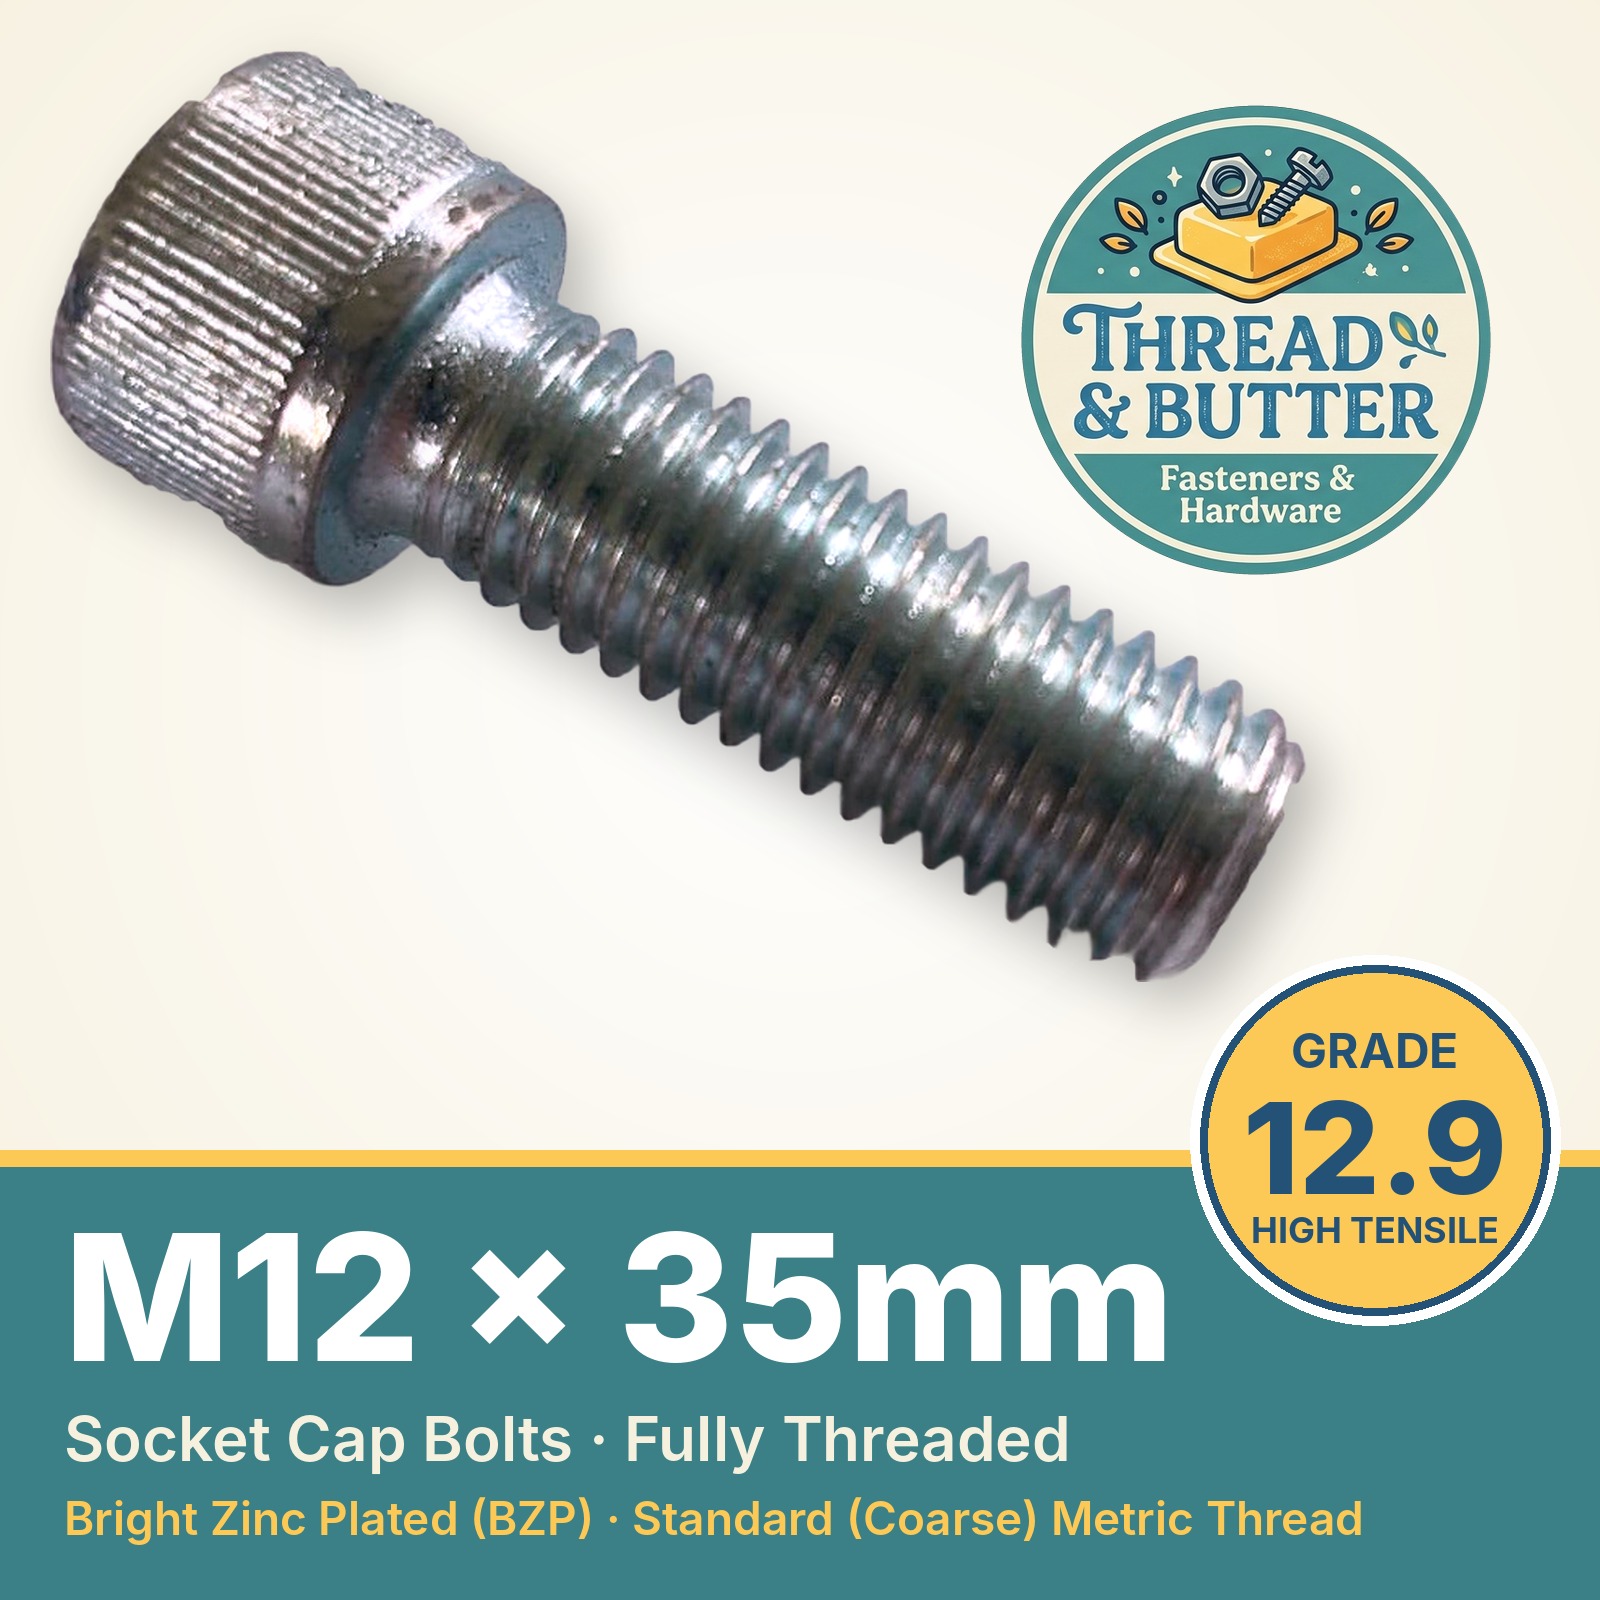 THREAD
& BUTTER
Fasteners &
Hardware
GRADE
12.9
HIGH TENSILE
M12 × 35mm
Socket Cap Bolts · Fully Threaded
Bright Zinc Plated (BZP) · Standard (Coarse) Metric Thread